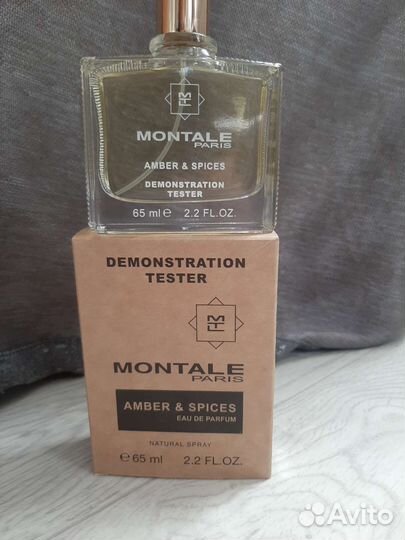 MONTALE
PARIS
AMBER & SPICES
DEMONSTRATION
TESTER
65 ml e 2.2 FL.OZ.
DEMONSTRATION
TESTER
MONTALE
PARIS
AMBER & SPICES
EAU DE PARFUM
NATURAL SPRAY
e 65 ml 2.2 FL.OZ.
Avito